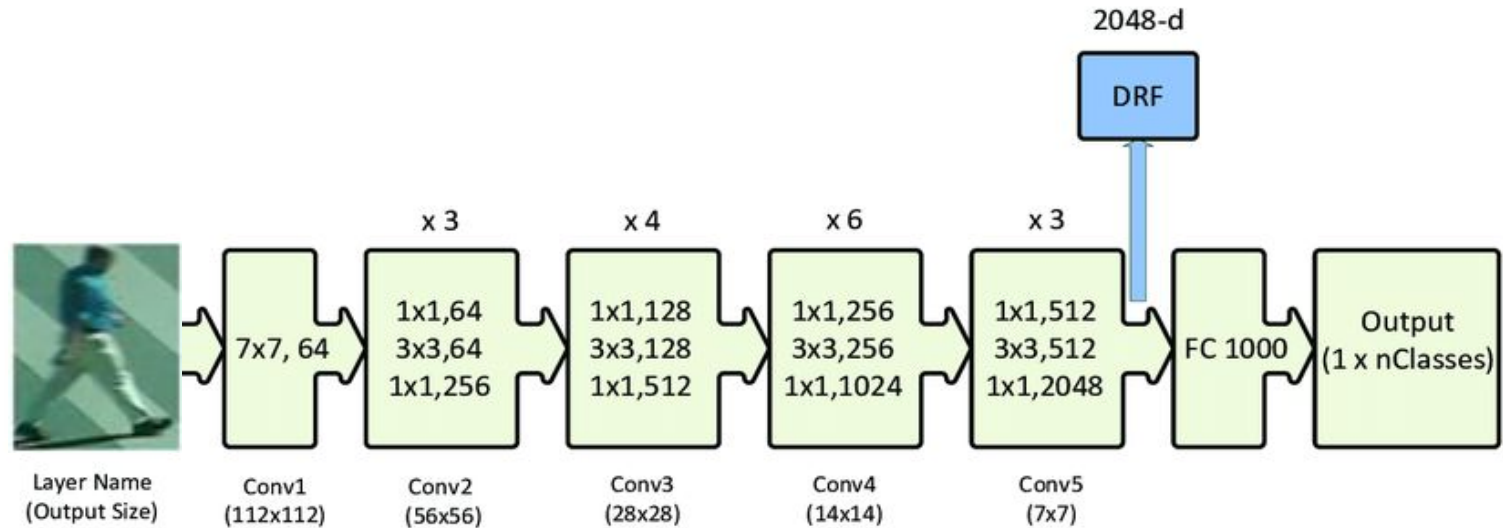 2048-d
DRF
x 3
x 4
x 6
x 3
7x7, 64
1x1,64
3x3,64
1x1,256
1x1,128
3x3,128
1x1,512
1x1,256
3x3,256
1x1,1024
1x1,512
3x3,512
1x1,2048
FC 1000
Output
(1 x nClasses)
Layer Name
(Output Size)
Conv1
(112x112)
Conv2
(56x56)
Conv3
(28x28)
Conv4
(14x14)
Conv5
(7x7)